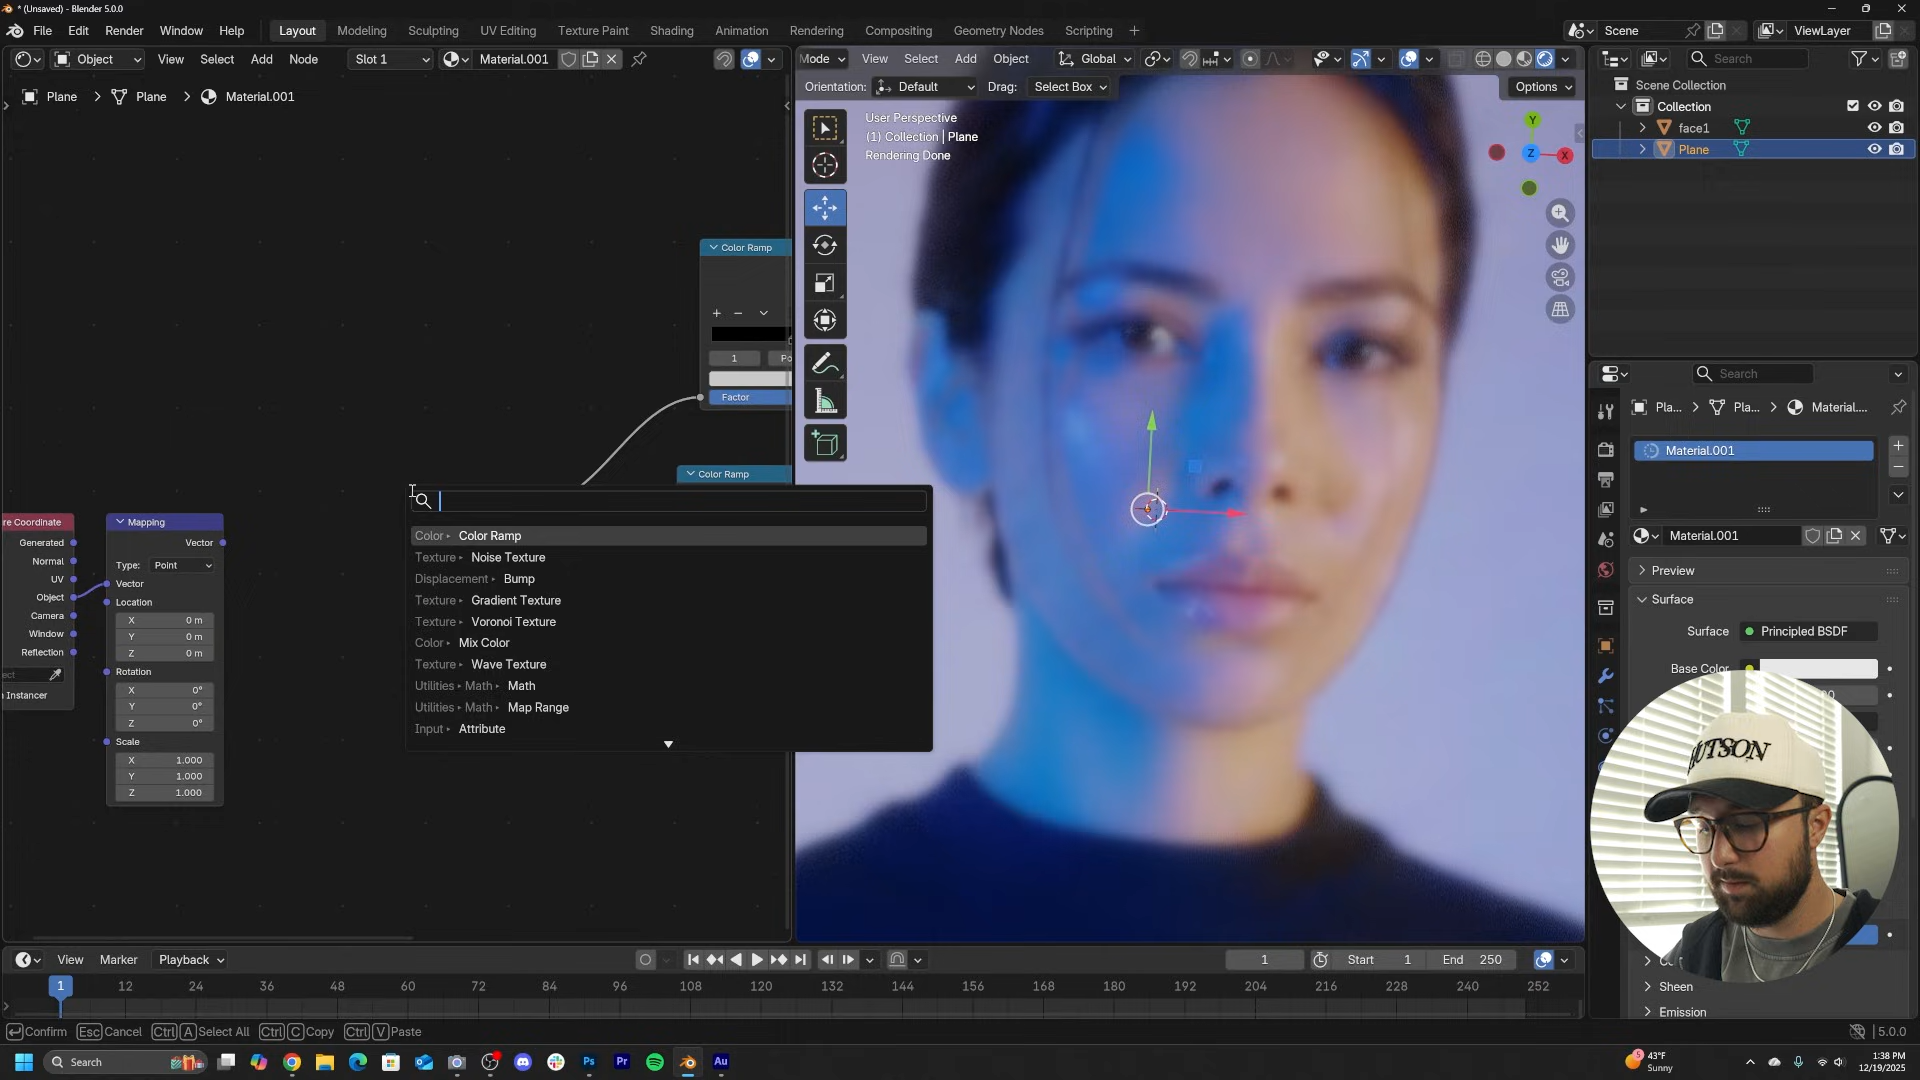 * (Unsaved) - Blender 5.0.0
File Edit Render Window Help Layout Modeling Sculpting UV Editing Texture Paint Shading Animation Rendering Compositing Geometry Nodes Scripting Scene ViewLayer
Object View Select Add Node Slot 1 Material.001
Mode View Select Add Object Global
Search
Plane > Plane > Material.001
Orientation: Default Drag: Select Box Options
Scene Collection
Collection
face1
Plane
User Perspective
(1) Collection | Plane
Rendering Done
Y
Z
X
Color Ramp
1
Factor
Color Ramp
re Coordinate
Generated
Normal
UV
Object
Camera
Window
Reflection
n Instancer
Mapping
Vector
Type: Point
Vector
Location
X 0 m
Y 0 m
Z 0 m
Rotation
X 0°
Y 0°
Z 0°
Scale
X 1.000
Y 1.000
Z 1.000
Color ▸ Color Ramp
Texture ▸ Noise Texture
Displacement ▸ Bump
Texture ▸ Gradient Texture
Texture ▸ Voronoi Texture
Color ▸ Mix Color
Texture ▸ Wave Texture
Utilities ▸ Math ▸ Math
Utilities ▸ Math ▸ Map Range
Input ▸ Attribute
Search
Pla... > Pla... > Material....
Material.001
Material.001
Preview
Surface
Surface Principled BSDF
Base Color
Sheen
Emission
View Marker Playback 1 Start 1 End 250
1 12 24 36 48 60 72 84 96 108 120 132 144 156 168 180 192 204 216 228 240 252
Confirm Esc Cancel Ctrl A Select All Ctrl C Copy Ctrl V Paste 5.0.0
Search
Ps
Pr
Au
5
43°F
Sunny
1:38 PM
12/19/2025